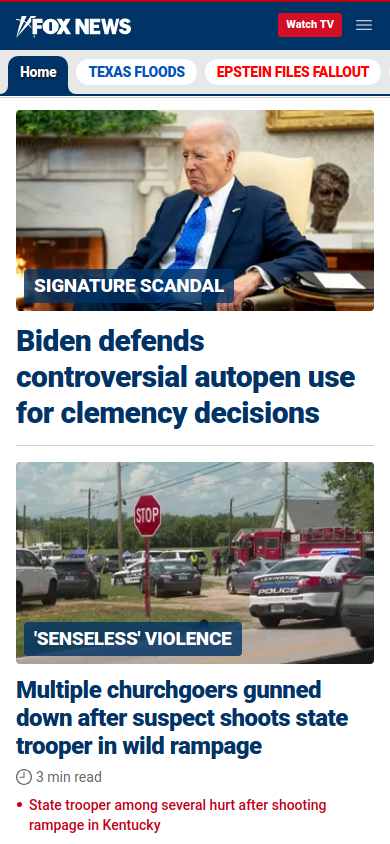 FOX NEWS
Watch TV
Home
TEXAS FLOODS
EPSTEIN FILES FALLOUT
SIGNATURE SCANDAL
Biden defends
controversial autopen use
for clemency decisions
STOP
LEXINGTON
POLICE
'SENSELESS' VIOLENCE
Multiple churchgoers gunned
down after suspect shoots state
trooper in wild rampage
3 min read
State trooper among several hurt after shooting
rampage in Kentucky